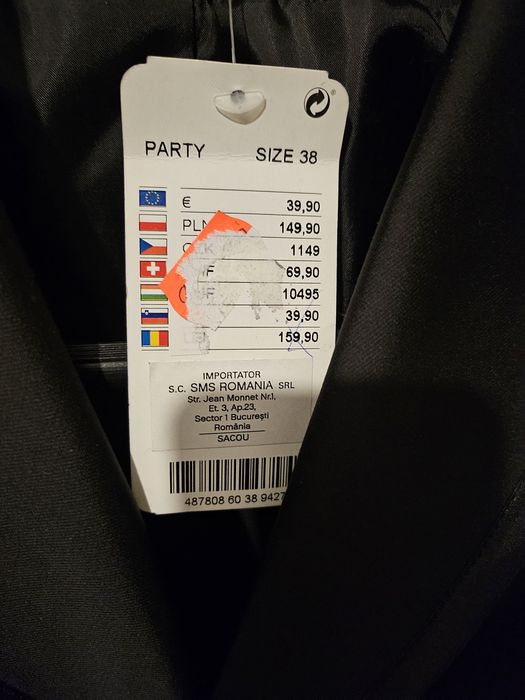 PARTY SIZE 38
€ 39,90
PLN 149,90
1149
69,90
10495
39,90
159,90
IMPORTATOR
S.C. SMS ROMANIA SRL
Str. Jean Monnet Nr.1,
Et. 3, Ap.23,
Sector 1 Bucureşti
România
SACOU
487808 60 38 9427